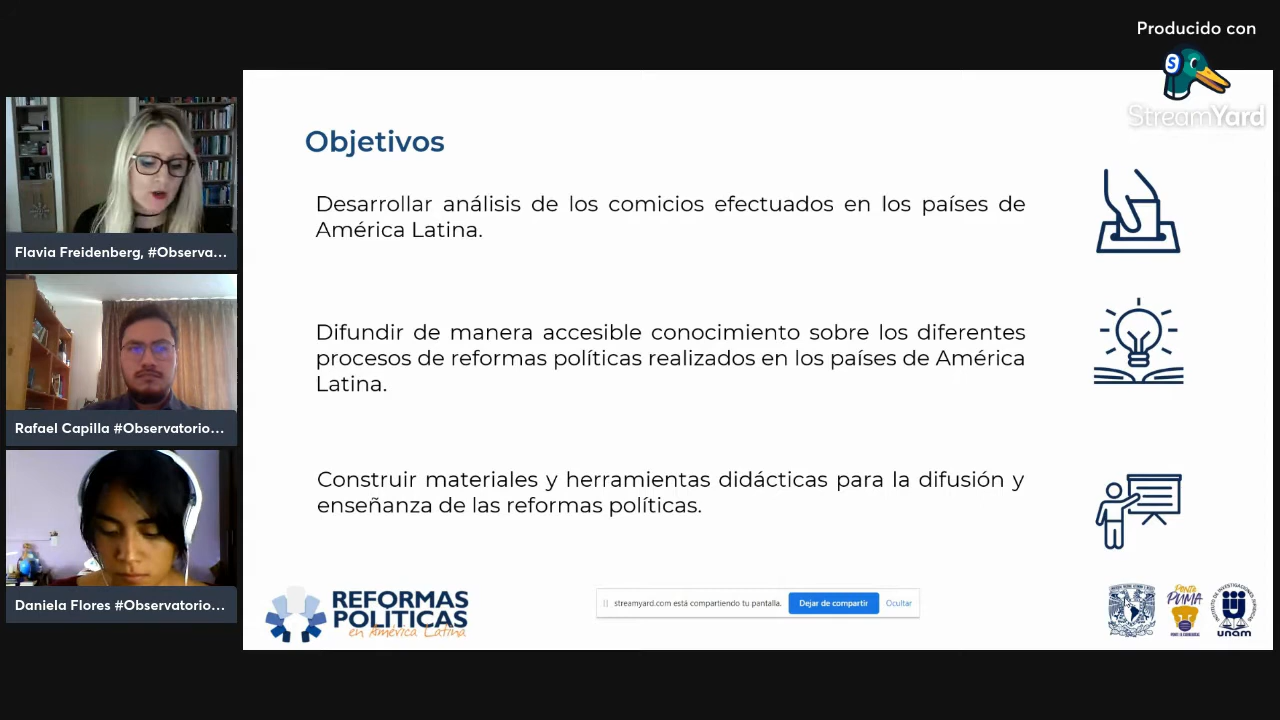 Producido con
StreamYard
Objetivos
Desarrollar análisis de los comicios efectuados en los países de
América Latina.
Difundir de manera accesible conocimiento sobre los diferentes
procesos de reformas políticas realizados en los países de América
Latina.
Construir materiales y herramientas didácticas para la difusión y
enseñanza de las reformas políticas.
Flavia Freidenberg, #Observa...
Rafael Capilla #Observatorio...
Daniela Flores #Observatorio...
REFORMAS
POLÍTICAS
en América Latina
streamyard.com está compartiendo tu pantalla.
Dejar de compartir
Ocultar
PONTE
PUMA
unam